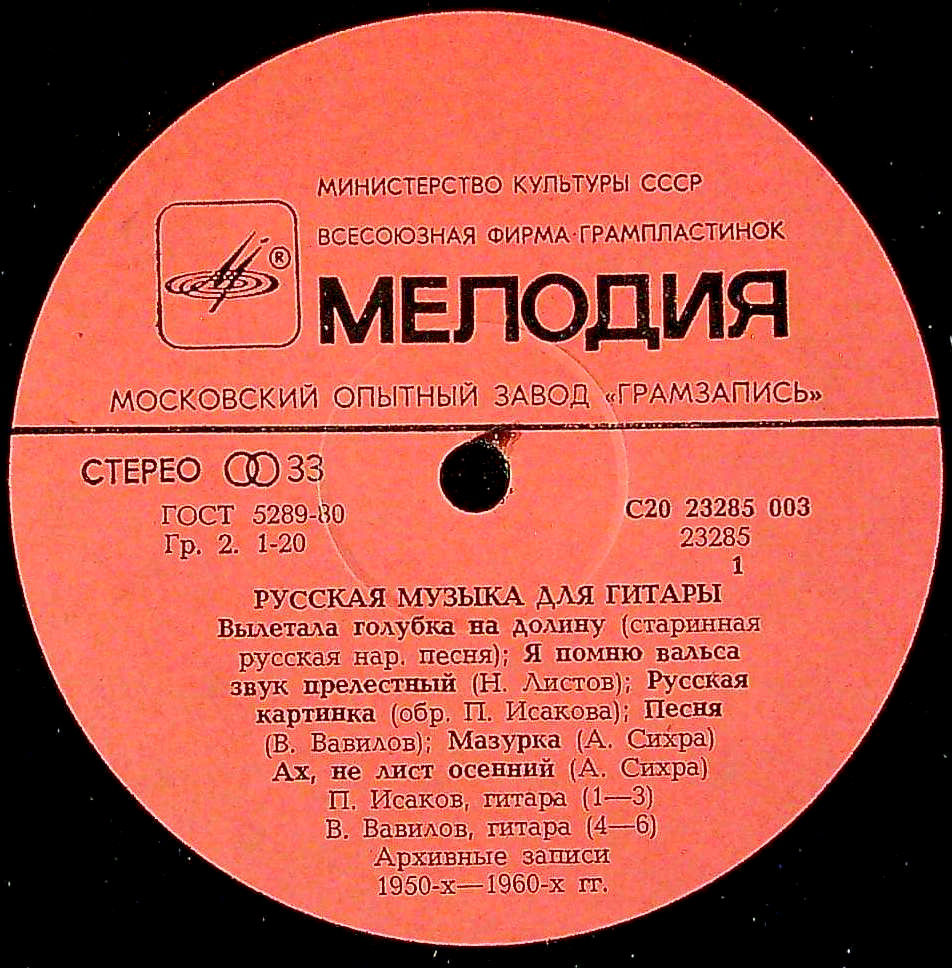 МИНИСТЕРСТВО КУЛЬТУРЫ СССР
ВСЕСОЮЗНАЯ ФИРМА·ГРАМПЛАСТИНОК
®
МЕЛОДИЯ
МОСКОВСКИЙ ОПЫТНЫЙ ЗАВОД «ГРАМЗАПИСЬ»
СТЕРЕО 33
ГОСТ 5289-80
Гр. 2. 1-20
С20 23285 003
23285
1
РУССКАЯ МУЗЫКА ДЛЯ ГИТАРЫ
Вылетала голубка на долину (старинная
русская нар. песня); Я помню вальса
звук прелестный (Н. Листов); Русская
картинка (обр. П. Исакова); Песня
(В. Вавилов); Мазурка (А. Сихра)
Ах, не лист осенний (А. Сихра)
П. Исаков, гитара (1—3)
В. Вавилов, гитара (4—6)
Архивные записи
1950-х—1960-х гг.